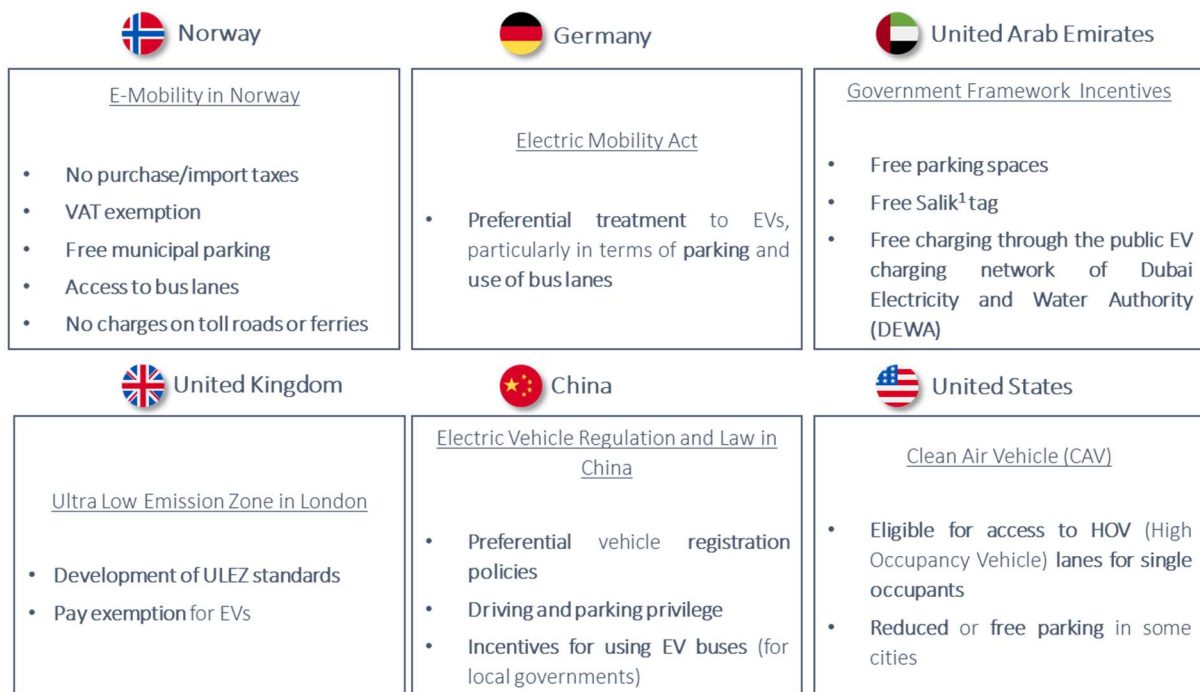 Norway
E-Mobility in Norway
• No purchase/import taxes
• VAT exemption
• Free municipal parking
• Access to bus lanes
• No charges on toll roads or ferries
Germany
Electric Mobility Act
• Preferential treatment to EVs,
particularly in terms of parking and
use of bus lanes
United Arab Emirates
Government Framework Incentives
• Free parking spaces
• Free Salik¹ tag
• Free charging through the public EV
charging network of Dubai
Electricity and Water Authority
(DEWA)
United Kingdom
Ultra Low Emission Zone in London
• Development of ULEZ standards
• Pay exemption for EVs
China
Electric Vehicle Regulation and Law in
China
• Preferential vehicle registration
policies
• Driving and parking privilege
• Incentives for using EV buses (for
local governments)
United States
Clean Air Vehicle (CAV)
• Eligible for access to HOV (High
Occupancy Vehicle) lanes for single
occupants
• Reduced or free parking in some
cities